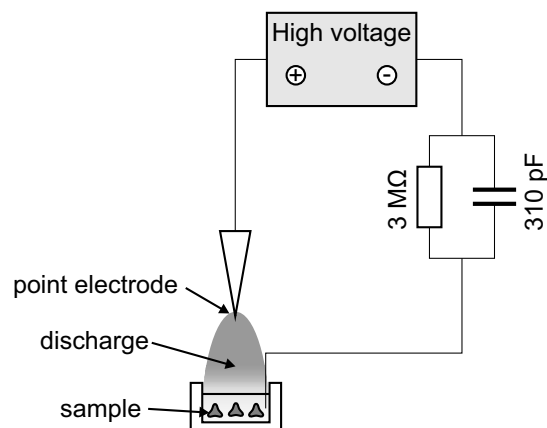 High voltage
+
-
3 MΩ
310 pF
point electrode
discharge
sample